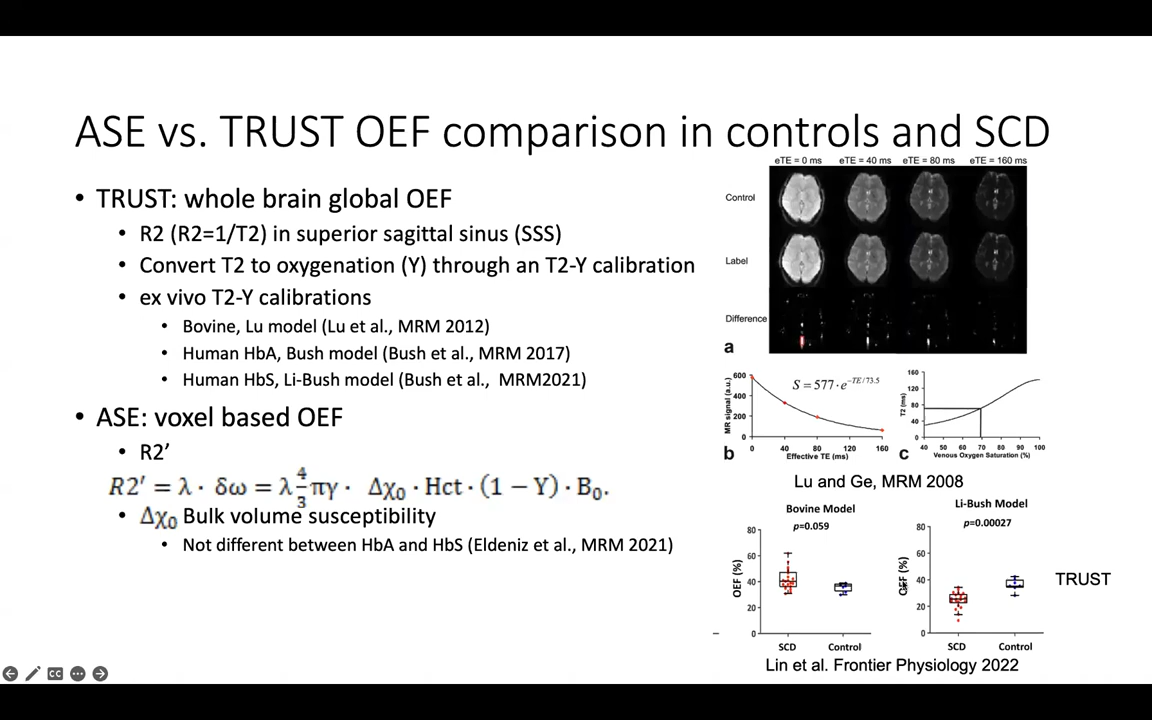 ASE vs. TRUST OEF comparison in controls and SCD
• TRUST: whole brain global OEF
• R2 (R2=1/T2) in superior sagittal sinus (SSS)
• Convert T2 to oxygenation (Y) through an T2-Y calibration
• ex vivo T2-Y calibrations
• Bovine, Lu model (Lu et al., MRM 2012)
• Human HbA, Bush model (Bush et al., MRM 2017)
• Human HbS, Li-Bush model (Bush et al., MRM2021)
• ASE: voxel based OEF
• R2’
R2′ = λ · δω = λ 4/3 πγ · Δχ₀ · Hct · (1 − Y) · B₀.
• Δχ₀ Bulk volume susceptibility
• Not different between HbA and HbS (Eldeniz et al., MRM 2021)
eTE = 0 ms eTE = 40 ms eTE = 80 ms eTE = 160 ms
Control
Label
Difference
a
MR signal (a.u.)
600
400
200
0
S = 577·e^(-TE/73.5)
0 40 80 120 160
Effective TE (ms)
b
T2 (ms)
160
120
80
40
0
40 50 60 70 80 90 100
Venous Oxygen Saturation (%)
c
Lu and Ge, MRM 2008
Bovine Model
p=0.059
OEF (%)
80
60
40
20
0
SCD Control
Li-Bush Model
p=0.00027
OEF (%)
80
60
40
20
0
SCD Control
TRUST
Lin et al. Frontier Physiology 2022
CC